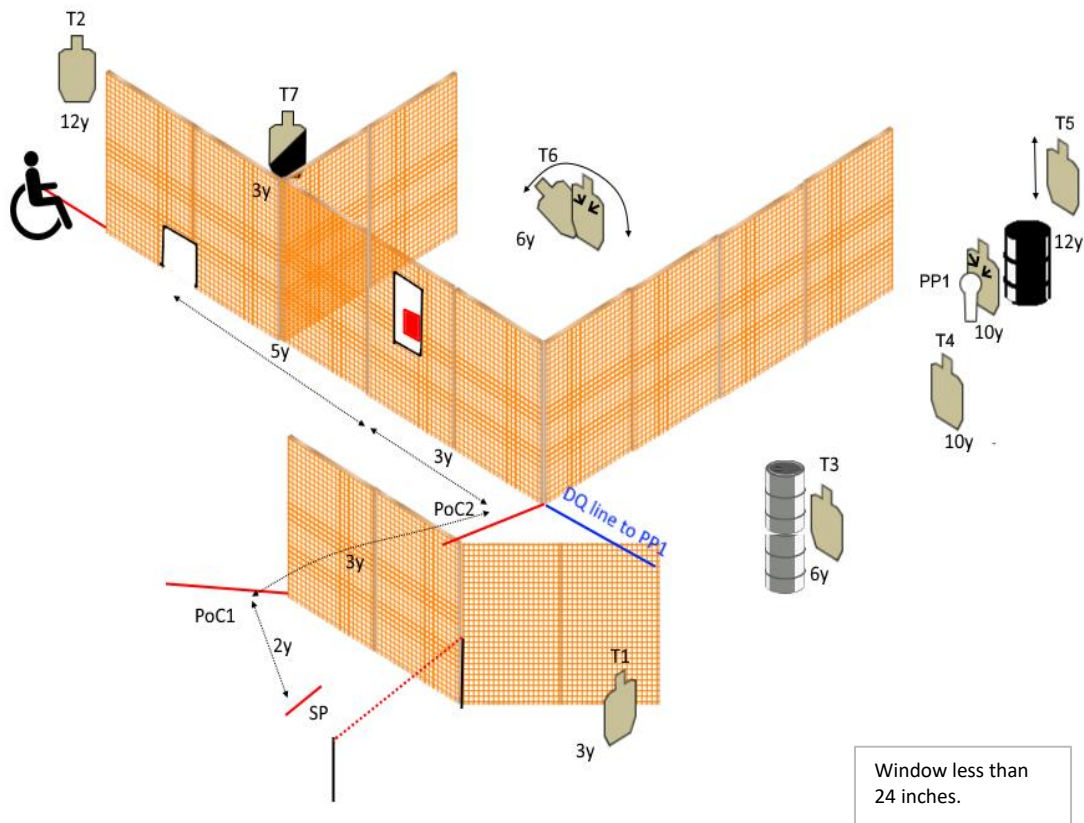 T2
12y
T7
3y
T6
6y
T5
12y
PP1
10y
T4
10y
5y
3y
PoC2
DQ line to PP1
T3
6y
3y
PoC1
2y
SP
T1
3y
Window less than
24 inches.